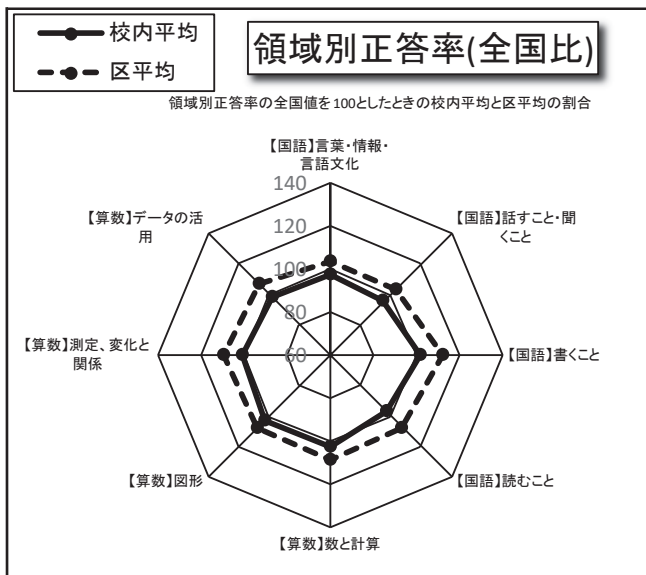 校内平均
区平均
領域別正答率(全国比)
領域別正答率の全国値を100としたときの校内平均と区平均の割合
【国語】言葉・情報・
言語文化
【国語】話すこと・聞
くこと
【国語】書くこと
【国語】読むこと
【算数】数と計算
【算数】図形
【算数】測定、変化と
関係
【算数】データの活
用
140
120
100
80
60